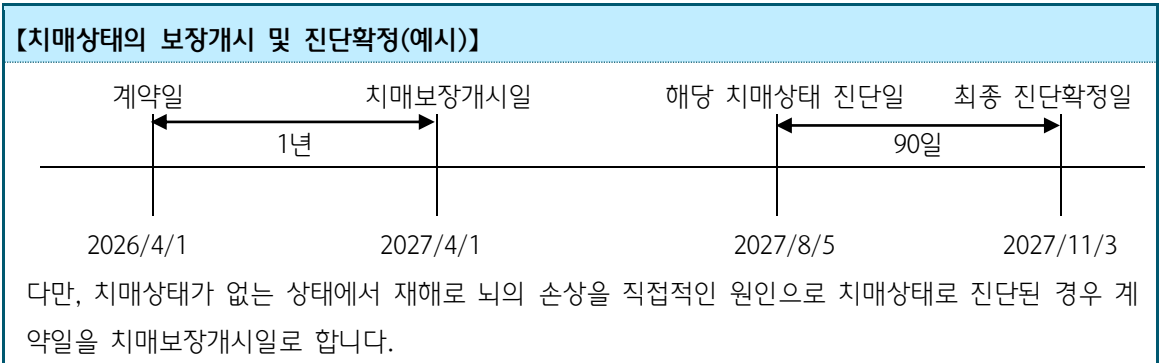 【치매상태의 보장개시 및 진단확정(예시)】
계약일 치매보장개시일 해당 치매상태 진단일 최종 진단확정일
1년 90일
2026/4/1 2027/4/1 2027/8/5 2027/11/3
다만, 치매상태가 없는 상태에서 재해로 뇌의 손상을 직접적인 원인으로 치매상태로 진단된 경우 계
약일을 치매보장개시일로 합니다.